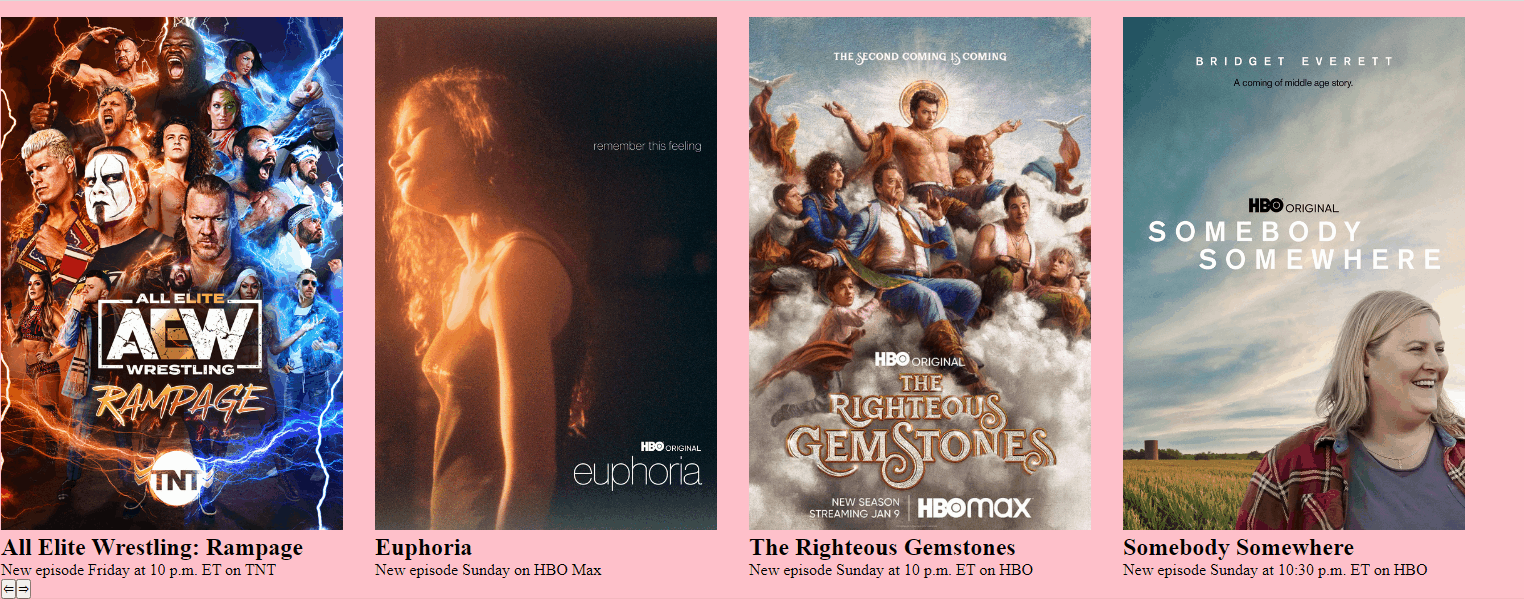 ALL ELITE
AEW
WRESTLING
RAMPAGE
TNT
All Elite Wrestling: Rampage
New episode Friday at 10 p.m. ET on TNT
remember this feeling
HBO ORIGINAL
euphoria
Euphoria
New episode Sunday on HBO Max
THE SECOND COMING IS COMING
HBO ORIGINAL
THE
RIGHTEOUS
GEMSTONES
NEW SEASON
STREAMING JAN 9
HBOMAX
The Righteous Gemstones
New episode Sunday at 10 p.m. ET on HBO
BRIDGET EVERETT
A coming of middle age story.
HBO ORIGINAL
SOMEBODY
SOMEWHERE
Somebody Somewhere
New episode Sunday at 10:30 p.m. ET on HBO
⇐ ⇒